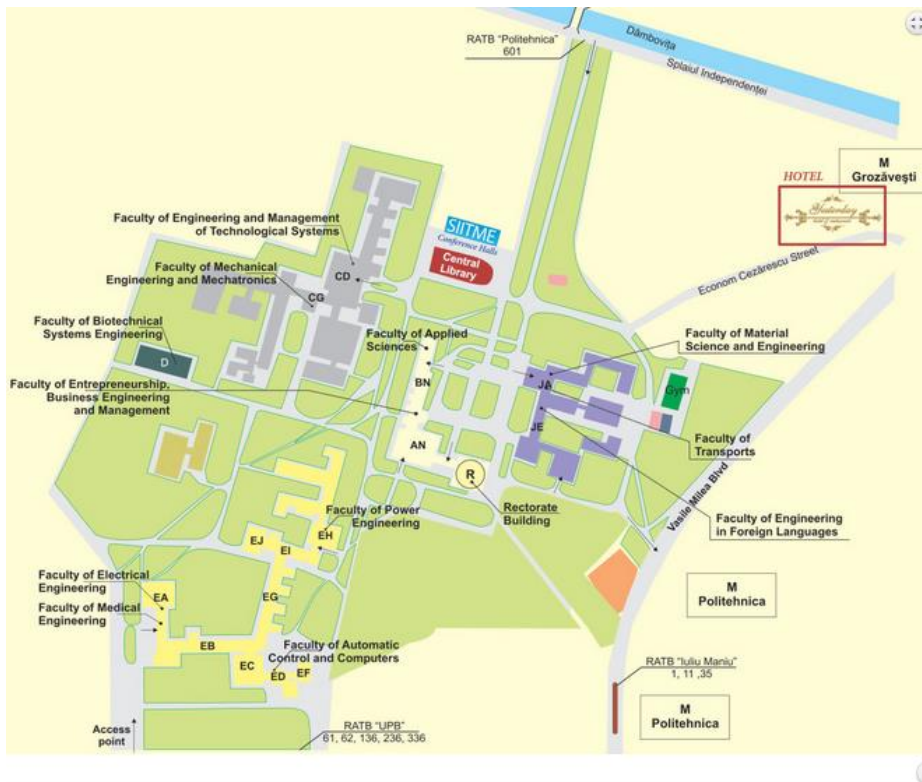 RATB "Politehnica"
601
Dâmbovița
Splaiul Independenței
M
Grozăvești
HOTEL
Yesterday
SIITME
Conference Halls
Central
Library
Faculty of Engineering and Management
of Technological Systems
CD
Faculty of Mechanical
Engineering and Mechatronics
CG
Econom Cezărescu Street
Faculty of Biotechnical
Systems Engineering
D
Faculty of Applied
Sciences
BN
Faculty of Material
Science and Engineering
JA
Gym
Faculty of Entrepreneurship,
Business Engineering
and Management
AN
JE
Faculty of
Transports
R
Rectorate
Building
Vasile Milea Blvd
Faculty of Engineering
in Foreign Languages
Faculty of Power
Engineering
EH
EJ
EI
Faculty of Electrical
Engineering
EA
EG
Faculty of Medical
Engineering
M
Politehnica
EB
Faculty of Automatic
Control and Computers
EC
ED
EF
RATB "Iuliu Maniu"
1, 11 ,35
M
Politehnica
Access
point
RATB "UPB"
61, 62, 136, 236, 336